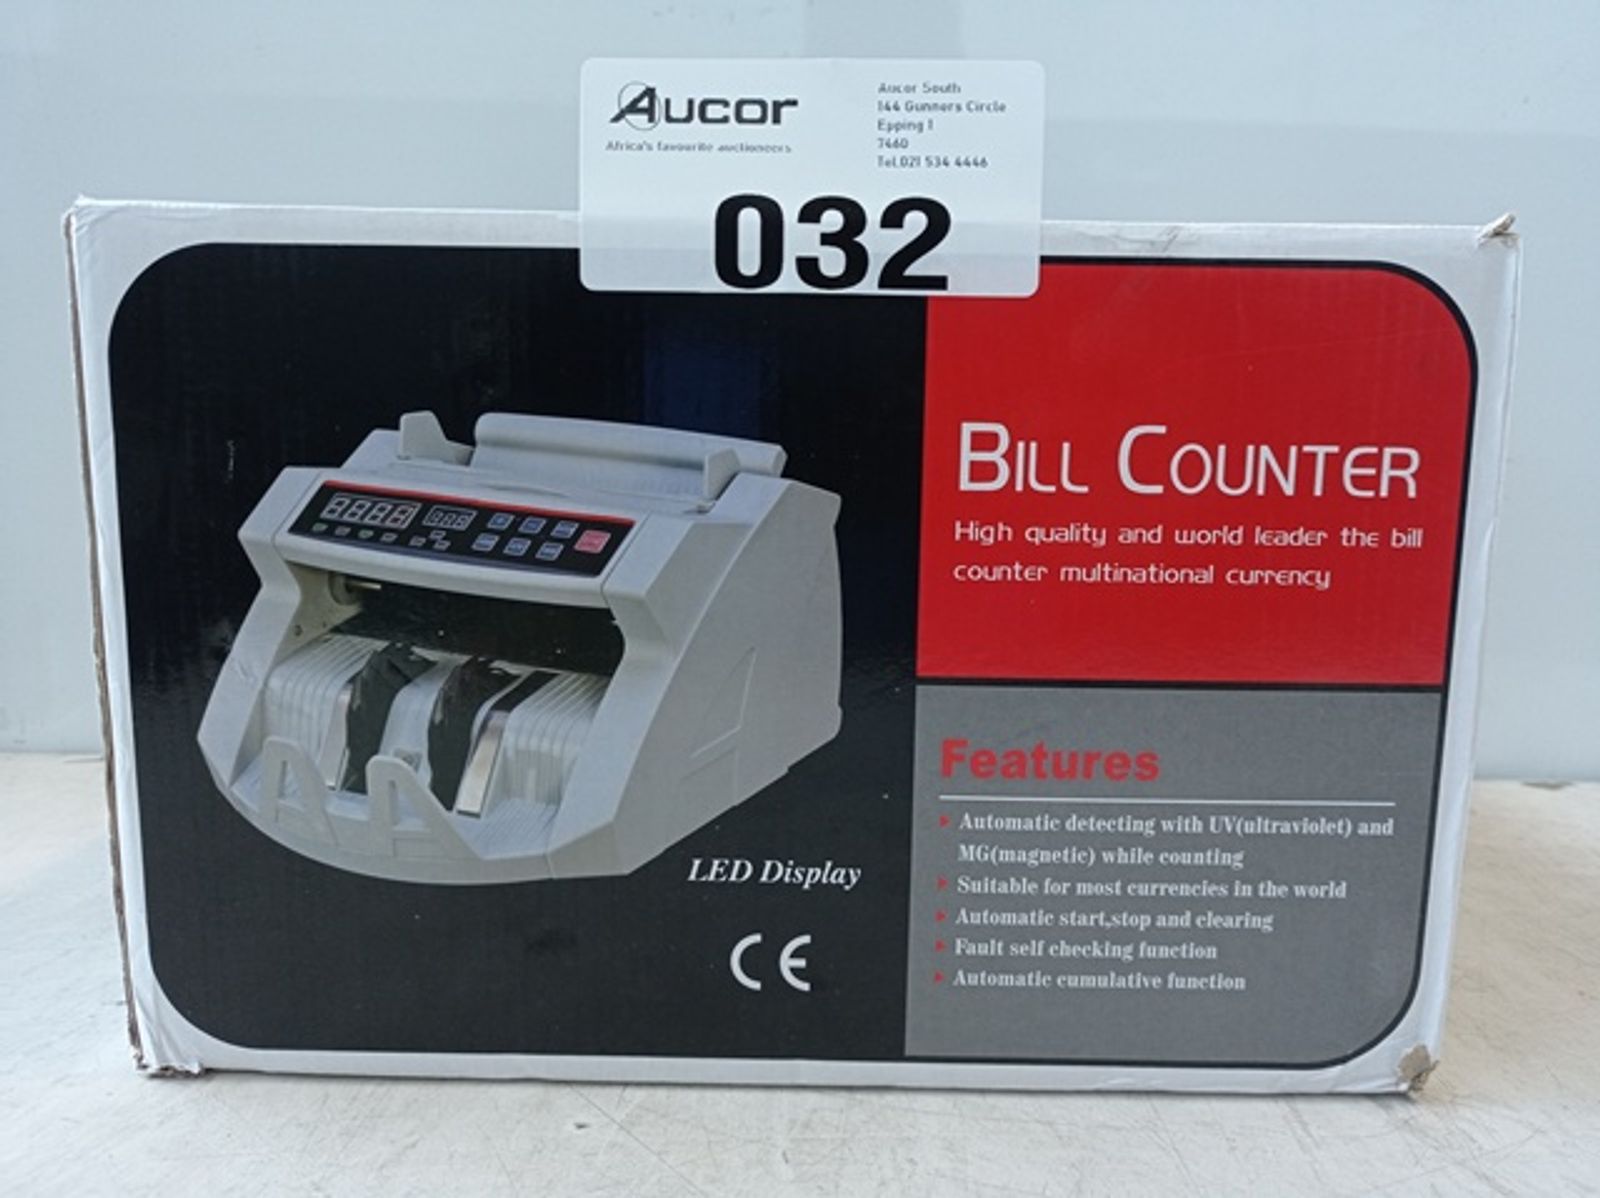 Aucor
Africa's favourite auctioneers.
Aucor South
144 Gunners Circle
Epping 1
7460
Tel.021 534 4446
032
BILL COUNTER
High quality and world leader the bill
counter multinational currency
Features
Automatic detecting with UV(ultraviolet) and
MG(magnetic) while counting
Suitable for most currencies in the world
Automatic start,stop and clearing
Fault self checking function
Automatic cumulative function
LED Display
CE